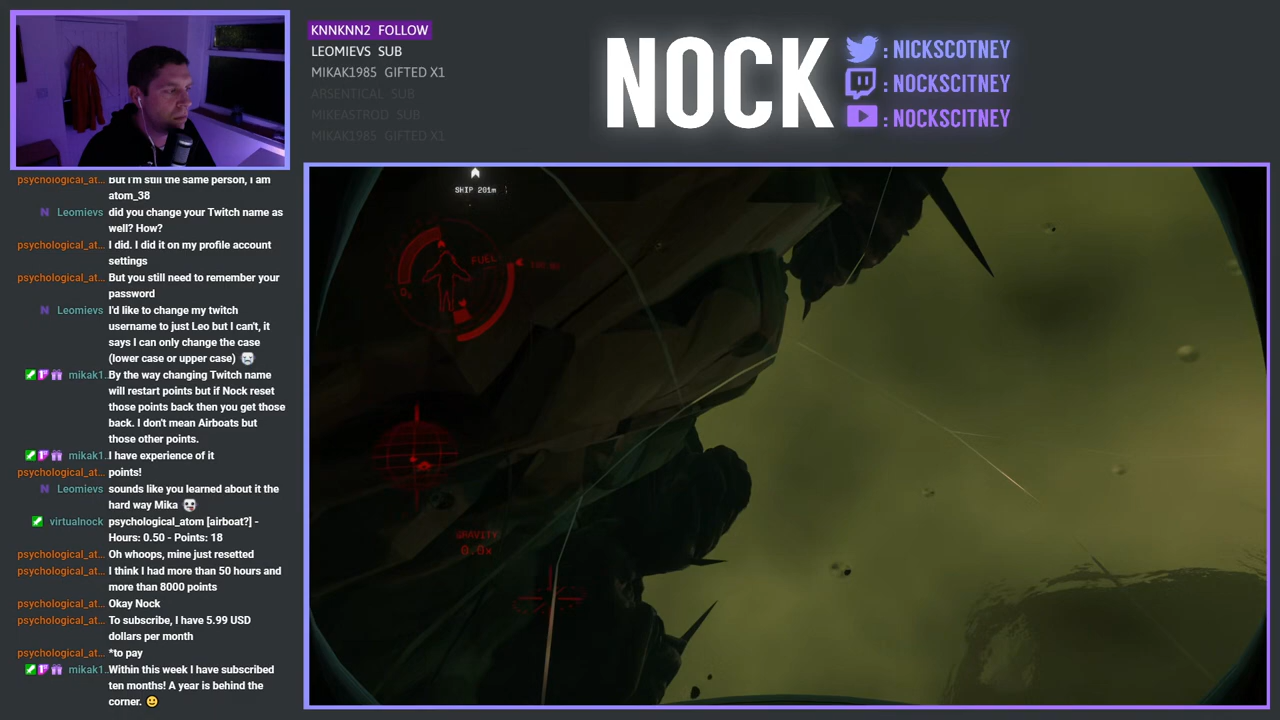 KNNKNN2 FOLLOW
LEOMIEVS SUB
MIKAK1985 GIFTED X1
ARSENTICAL SUB
MIKEASTROD SUB
MIKAK1985 GIFTED X1
NOCK
: NICKSCOTNEY
: NOCKSCITNEY
: NOCKSCITNEY
psychological_at... But I'm still the same person, I am
atom_38
Leomievs did you change your Twitch name as
well? How?
psychological_at... I did. I did it on my profile account
settings
psychological_at... But you still need to remember your
password
Leomievs I'd like to change my twitch
username to just Leo but I can't, it
says I can only change the case
(lower case or upper case)
mikak1... By the way changing Twitch name
will restart points but if Nock reset
those points back then you get those
back. I don't mean Airboats but
those other points.
mikak1... I have experience of it
psychological_at... points!
Leomievs sounds like you learned about it the
hard way Mika
virtualnock psychological_atom [airboat?] -
Hours: 0.50 - Points: 18
psychological_at... Oh whoops, mine just resetted
psychological_at... I think I had more than 50 hours and
more than 8000 points
psychological_at... Okay Nock
psychological_at... To subscribe, I have 5.99 USD
dollars per month
psychological_at... *to pay
mikak1... Within this week I have subscribed
ten months! A year is behind the
corner.
SHIP 201m
FUEL
GRAVITY
0.0x